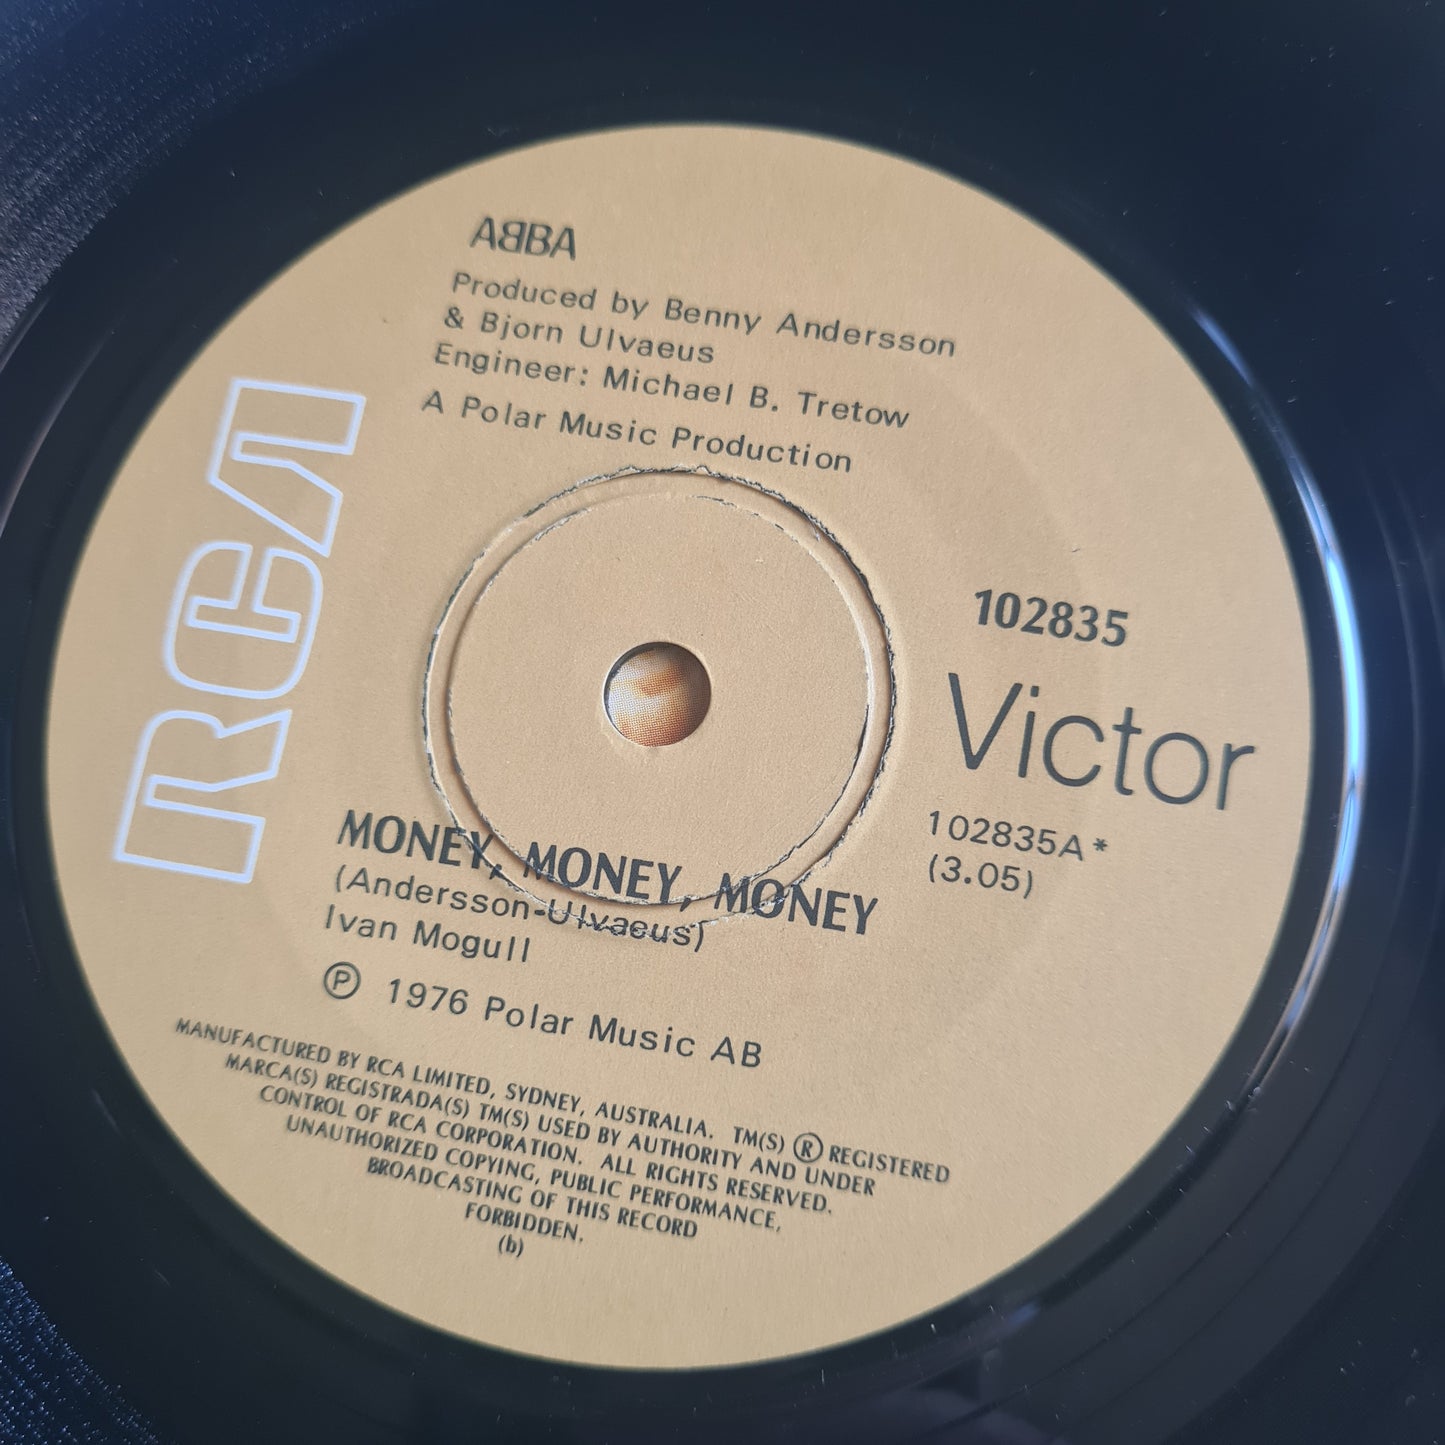 RCA
AᗺBA
Produced by Benny Andersson
& Bjorn Ulvaeus
Engineer: Michael B. Tretow
A Polar Music Production
102835
Victor
102835A*
(3.05)
MONEY, MONEY, MONEY
(Andersson-Ulvaeus)
Ivan Mogull
Ⓟ 1976 Polar Music AB
MANUFACTURED BY RCA LIMITED, SYDNEY, AUSTRALIA. TM(S) ® REGISTERED
MARCA(S) REGISTRADA(S) TM(S) USED BY AUTHORITY AND UNDER
CONTROL OF RCA CORPORATION. ALL RIGHTS RESERVED.
UNAUTHORIZED COPYING, PUBLIC PERFORMANCE,
BROADCASTING OF THIS RECORD
FORBIDDEN.
(b)